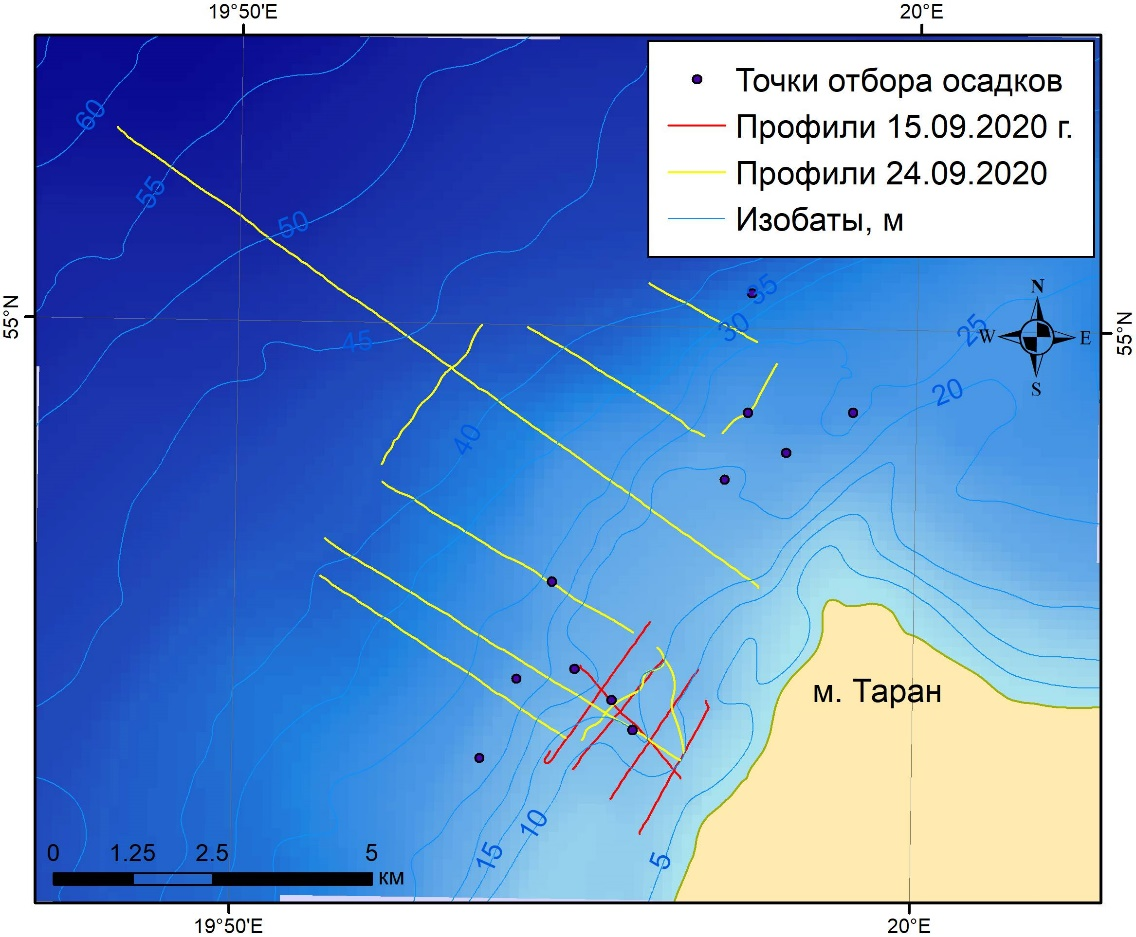 19°50'E
20°E
Точки отбора осадков
Профили 15.09.2020 г.
Профили 24.09.2020
Изобаты, м
60
55
50
45
40
35
30
25
20
N
W
E
S
55°N
55°N
м. Таран
10
15
5
0
1.25
2.5
5
км
19°50'E
20°E